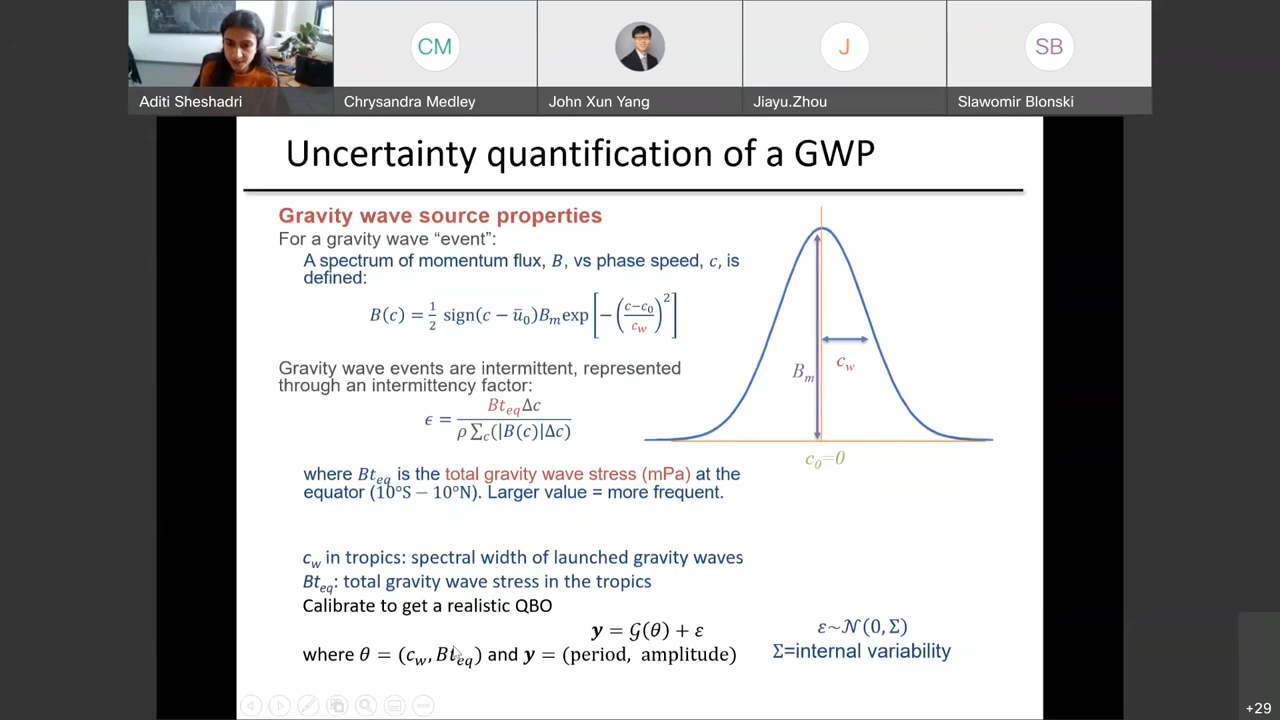 CM
J
SB
Aditi Sheshadri
Chrysandra Medley
John Xun Yang
Jiayu.Zhou
Slawomir Blonski
Uncertainty quantification of a GWP
Gravity wave source properties
For a gravity wave “event”:
A spectrum of momentum flux, B, vs phase speed, c, is
defined:
B(c) = 1/2 sign(c − ū₀)Bₘexp[−((c−c₀)/c_w)²]
Gravity wave events are intermittent, represented
through an intermittency factor:
ϵ = Bt_eqΔc / ρ∑_c(|B(c)|Δc)
where Bt_eq is the total gravity wave stress (mPa) at the
equator (10°S − 10°N). Larger value = more frequent.
Bₘ
c_w
c₀=0
c_w in tropics: spectral width of launched gravity waves
Bt_eq: total gravity wave stress in the tropics
Calibrate to get a realistic QBO
y = 𝒢(θ) + ε
where θ = (c_w, Bt_eq) and y = (period, amplitude)
ε~𝒩(0, Σ)
Σ=internal variability
+29